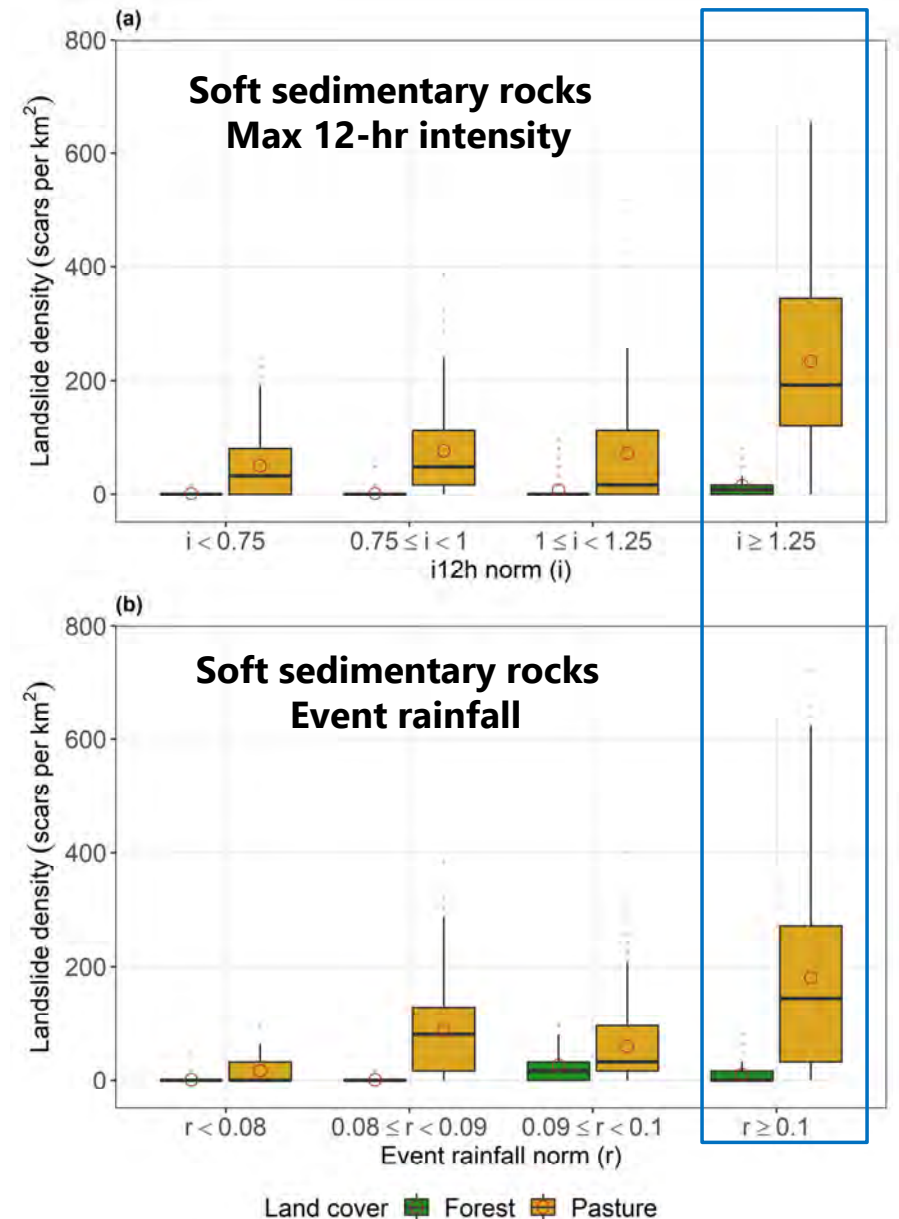 (a)
Soft sedimentary rocks
Max 12-hr intensity
Landslide density (scars per km²)
800
600
400
200
0
i < 0.75 0.75 ≤ i < 1 1 ≤ i < 1.25 i ≥ 1.25
i12h norm (i)
(b)
Soft sedimentary rocks
Event rainfall
Landslide density (scars per km²)
800
600
400
200
0
r < 0.08 0.08 ≤ r < 0.09 0.09 ≤ r < 0.1 r ≥ 0.1
Event rainfall norm (r)
Land cover Forest Pasture